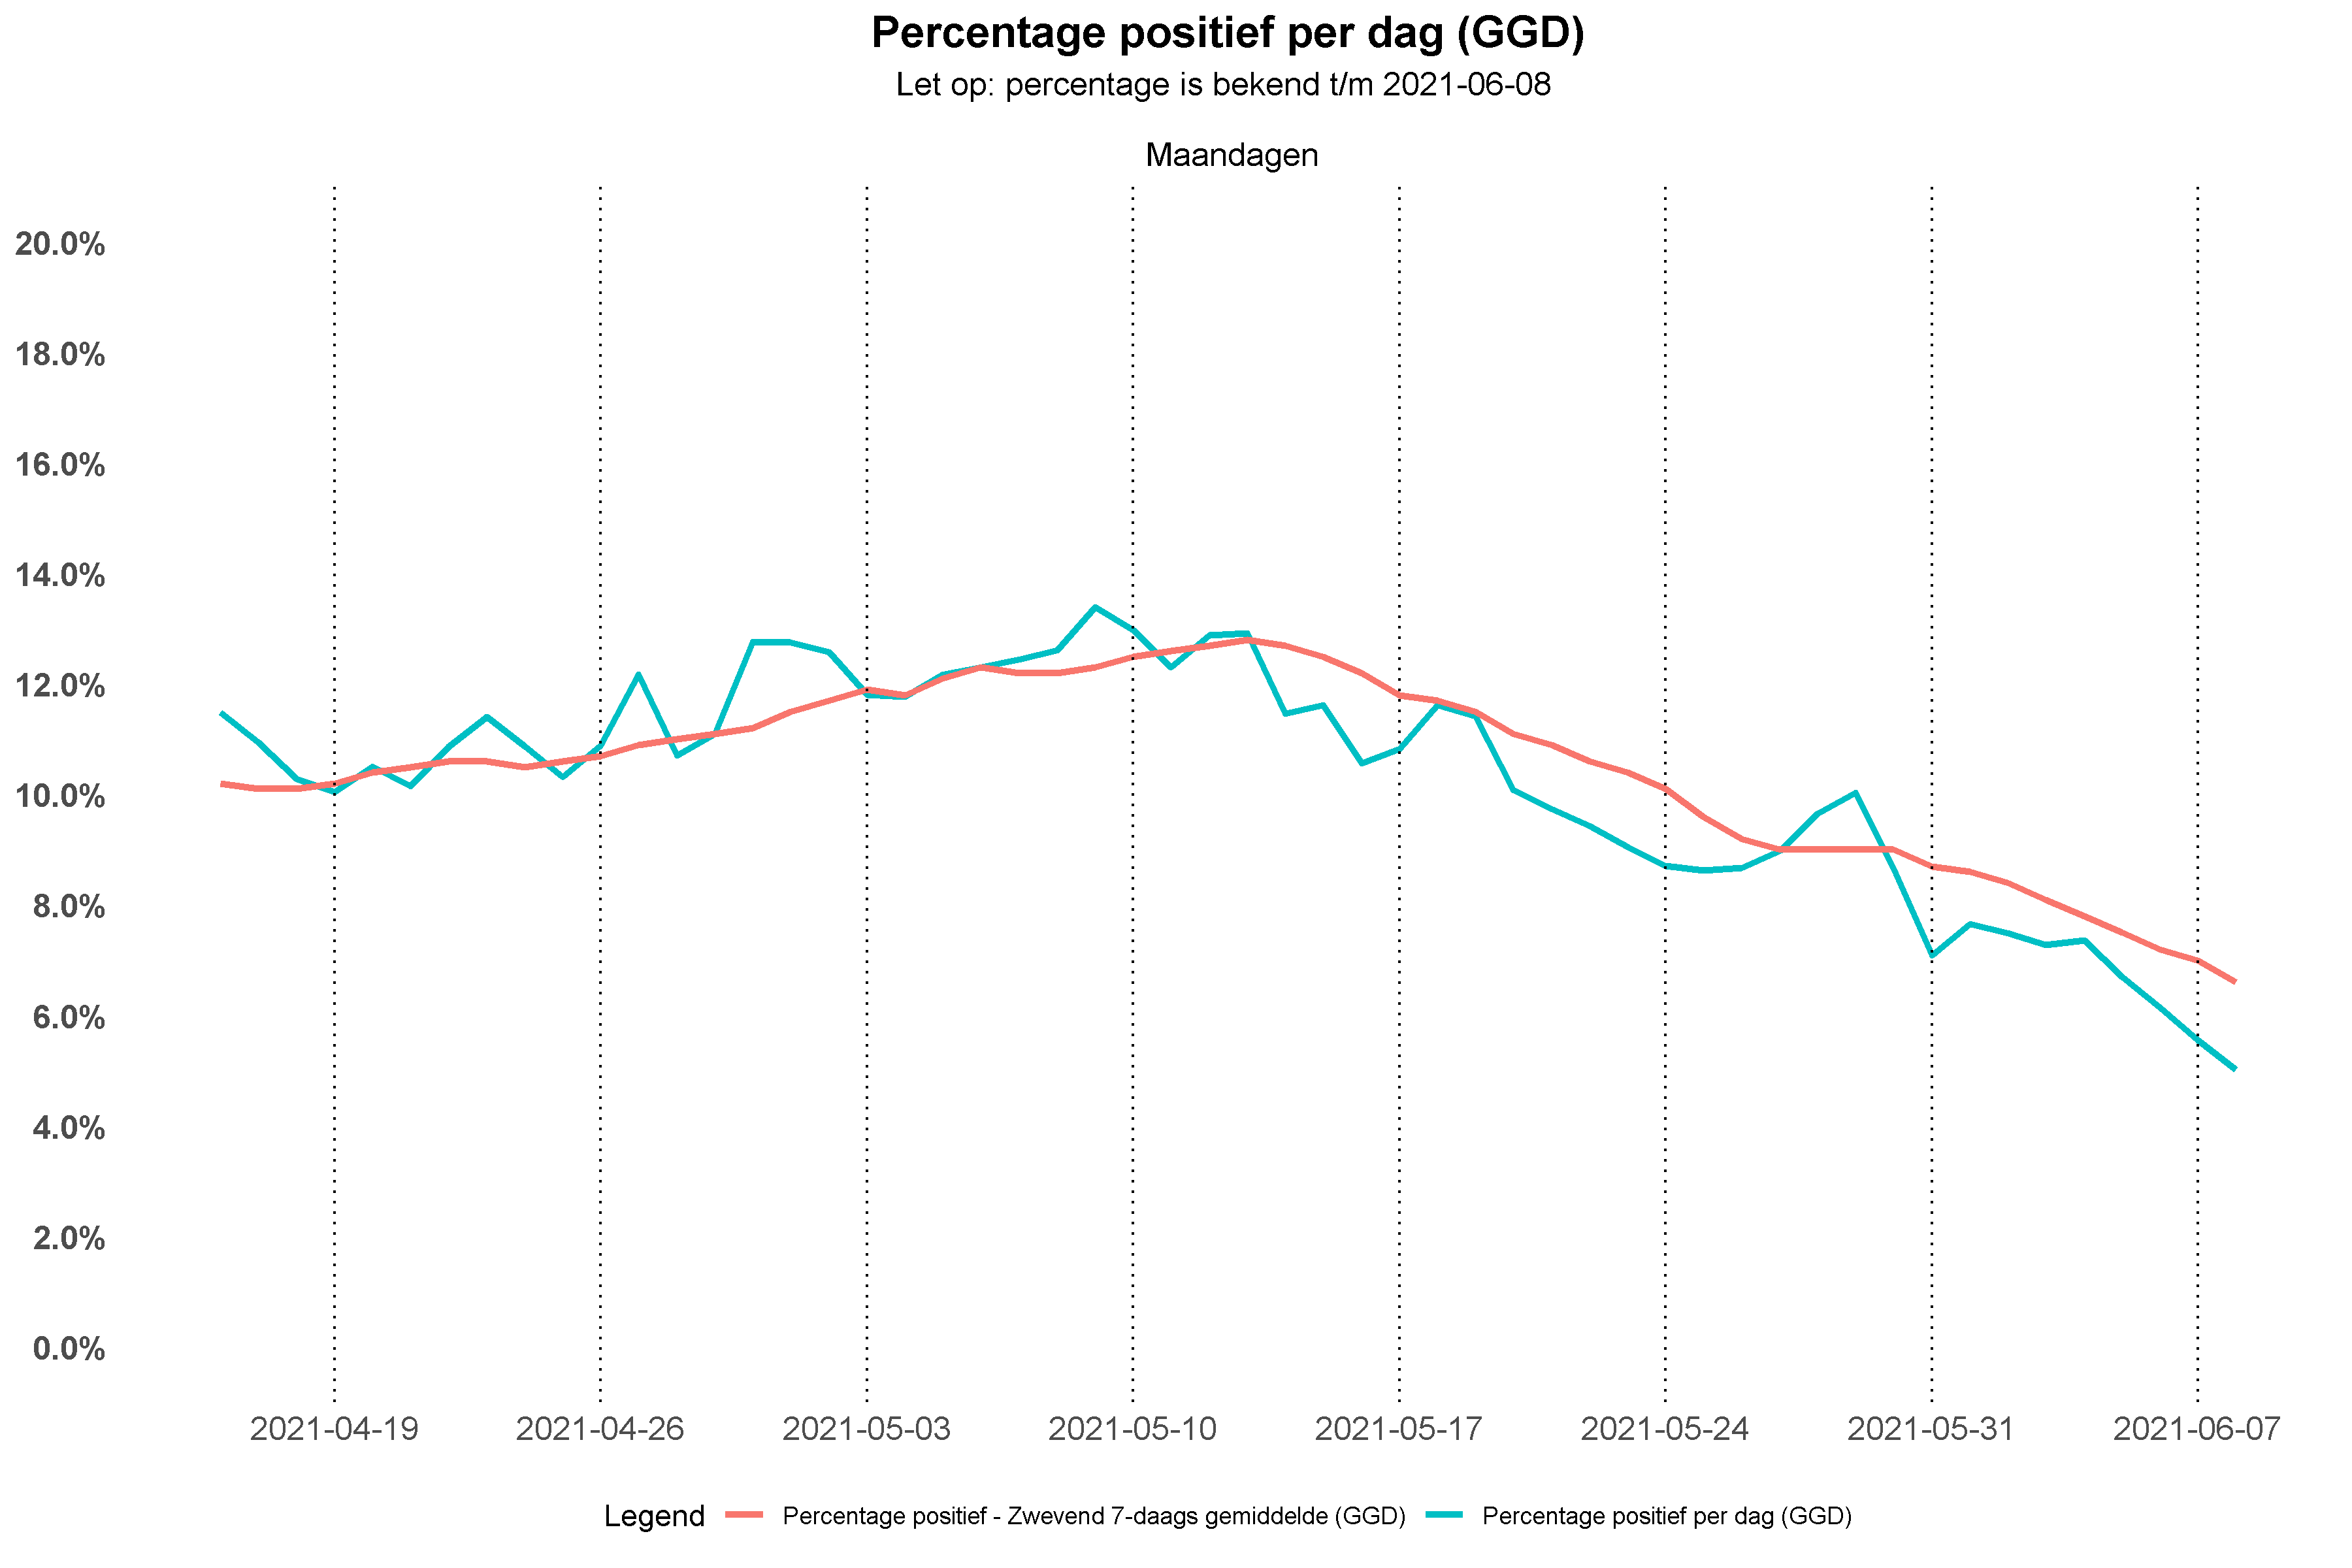 Percentage positief per dag (GGD)
Let op: percentage is bekend t/m 2021-06-08
Maandagen
20.0%
18.0%
16.0%
14.0%
12.0%
10.0%
8.0%
6.0%
4.0%
2.0%
0.0%
2021-04-19 2021-04-26 2021-05-03 2021-05-10 2021-05-17 2021-05-24 2021-05-31 2021-06-07
Legend Percentage positief - Zwevend 7-daags gemiddelde (GGD) Percentage positief per dag (GGD)